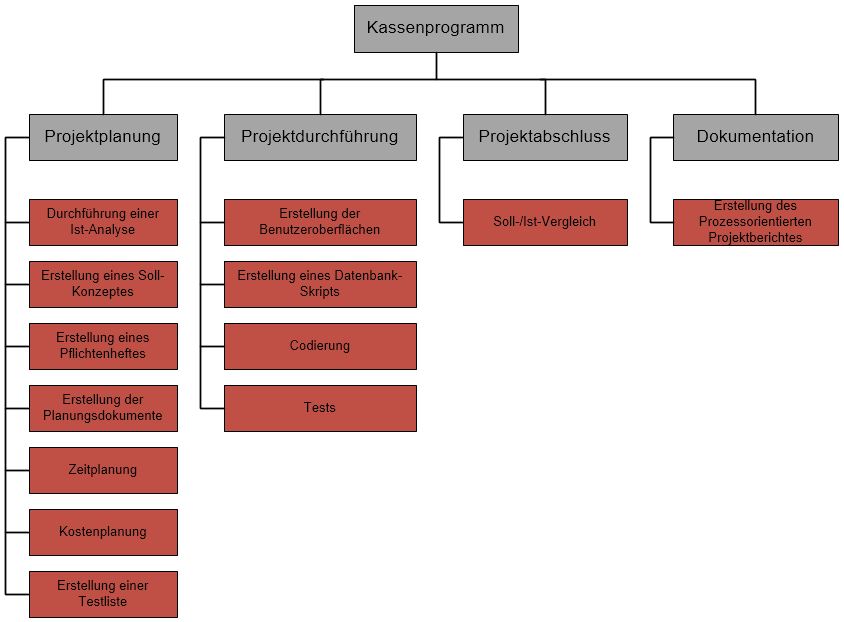 Kassenprogramm
Projektplanung
Durchführung einer
Ist-Analyse
Erstellung eines Soll-
Konzeptes
Erstellung eines
Pflichtenheftes
Erstellung der
Planungsdokumente
Zeitplanung
Kostenplanung
Erstellung einer
Testliste
Projektdurchführung
Erstellung der
Benutzeroberflächen
Erstellung eines Datenbank-
Skripts
Codierung
Tests
Projektabschluss
Soll-/Ist-Vergleich
Dokumentation
Erstellung des
Prozessorientierten
Projektberichtes